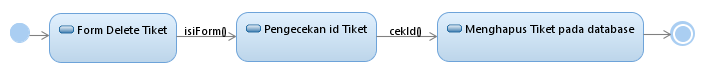 Form Delete Tiket
isiForm()
Pengecekan id Tiket
cekId()
Menghapus Tiket pada database